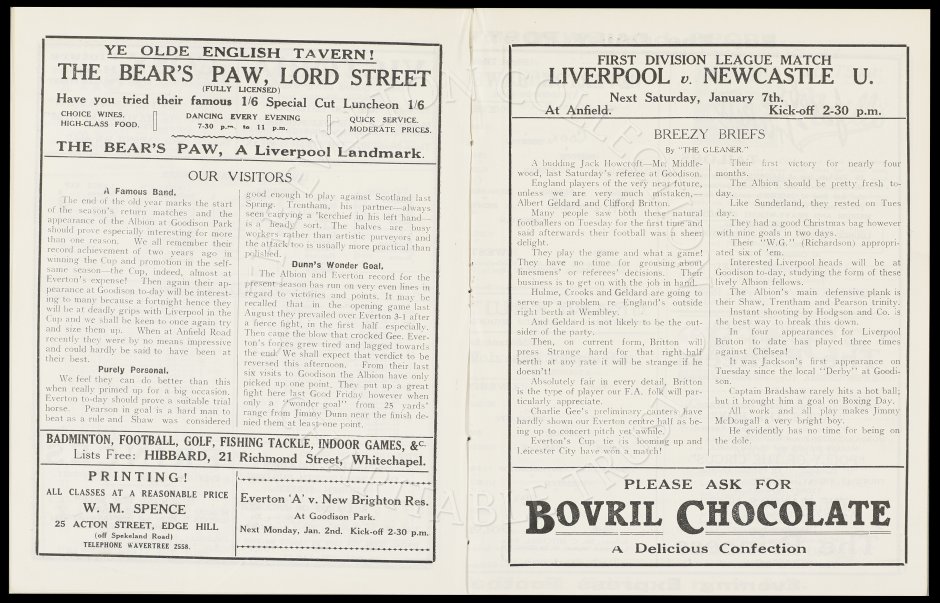 YE OLDE ENGLISH TAVERN!
THE BEAR'S PAW, LORD STREET
(FULLY LICENSED)
Have you tried their famous 1/6 Special Cut Luncheon 1/6
CHOICE WINES.
HIGH-CLASS FOOD.
DANCING EVERY EVENING
7-30 p.m. to 11 p.m.
QUICK SERVICE.
MODERATE PRICES.
THE BEAR'S PAW, A Liverpool Landmark.
OUR VISITORS
A Famous Band.
The end of the old year marks the start
of the season's return matches and the
appearance of the Albion at Goodison Park
should prove especially interesting for more
than one reason. We all remember their
record achievement of two years ago in
winning the Cup and promotion in the self-
same season—the Cup, indeed, almost at
Everton's expense! Then again their ap-
pearance at Goodison to-day will be interest-
ing to many because a fortnight hence they
will be at deadly grips with Liverpool in the
Cup and we shall be keen to once again try
and size them up. When at Anfield Road
recently they were by no means impressive
and could hardly be said to have been at
their best.
Purely Personal.
We feel they can do better than this
when really primed up for a big occasion.
Everton to-day should prove a suitable trial
horse. Pearson in goal is a hard man to
beat as a rule and Shaw was considered
good enough to play against Scotland last
Spring. Trentham, his partner—always
seen carrying a 'kerchief in his left hand—
is a 'heady' sort. The halves are busy
workers rather than artistic purveyors and
the attack too is usually more practical than
polished.
Dunn's Wonder Goal.
The Albion and Everton record for the
present season has run on very even lines in
regard to victories and points. It may be
recalled that in the opening game last
August they prevailed over Everton 3-1 after
a fierce fight, in the first half especially.
Then came the blow that crocked Gee. Ever-
ton's forces grew tired and lagged towards
the end. We shall expect that verdict to be
reversed this afternoon. From their last
six visits to Goodison the Albion have only
picked up one point. They put up a great
fight here last Good Friday however when
only a "wonder goal" from 25 yards'
range from Jimmy Dunn near the finish de-
nied them at least one point.
BADMINTON, FOOTBALL, GOLF, FISHING TACKLE, INDOOR GAMES, &c.
Lists Free: HIBBARD, 21 Richmond Street, Whitechapel.
PRINTING!
ALL CLASSES AT A REASONABLE PRICE
W. M. SPENCE
25 ACTON STREET, EDGE HILL
(off Spekeland Road)
TELEPHONE WAVERTREE 2558.
Everton 'A' v. New Brighton Res.
At Goodison Park.
Next Monday, Jan. 2nd. Kick-off 2-30 p.m.
FIRST DIVISION LEAGUE MATCH
LIVERPOOL v. NEWCASTLE U.
Next Saturday, January 7th.
At Anfield. Kick-off 2-30 p.m.
BREEZY BRIEFS
By "THE GLEANER."
A budding Jack Howcroft—Mr. Middle-
wood, last Saturday's referee at Goodison.
England players of the very near future,
unless we are very much mistaken,—
Albert Geldard and Clifford Britton.
Many people saw both these natural
footballers on Tuesday for the first time and
said afterwards their football was a sheer
delight.
They play the game and what a game!
They have no time for grousing about
linesmens' or referees' decisions. Their
business is to get on with the job in hand.
Hulme, Crooks and Geldard are going to
serve up a problem re England's outside
right berth at Wembley.
And Geldard is not likely to be the out-
sider of the party.
Then, on current form, Britton will
press Strange hard for that right-half
berth: at any rate it will be strange if he
doesn't!
Absolutely fair in every detail, Britton
is the type of player our F.A. folk will par-
ticularly appreciate.
Charlie Gee's preliminary canters have
hardly shown our Everton centre half as be-
ing up to concert pitch yet awhile.
Everton's Cup tie is looming up and
Leicester City have won a match!
Their first victory for nearly four
months.
The Albion should be pretty fresh to-
day.
Like Sunderland, they rested on Tues
day.
They had a good Christmas bag however
with nine goals in two days.
Their "W.G." (Richardson) appropri-
ated six of 'em.
Interested Liverpool heads will be at
Goodison to-day, studying the form of these
lively Albion fellows.
The Albion's main defensive plank is
their Shaw, Trentham and Pearson trinity.
Instant shooting by Hodgson and Co. is
the best way to break this down.
In four appearances for Liverpool
Bruton to date has played three times
against Chelsea!
It was Jackson's first appearance on
Tuesday since the local "Derby" at Goodi-
son.
Captain Bradshaw rarely hits a bot ball;
but it brought him a goal on Boxing Day.
All work and all play makes Jimmy
McDougall a very bright boy.
He evidently has no time for being on
the dole.
PLEASE ASK FOR
BOVRIL CHOCOLATE
A Delicious Confection